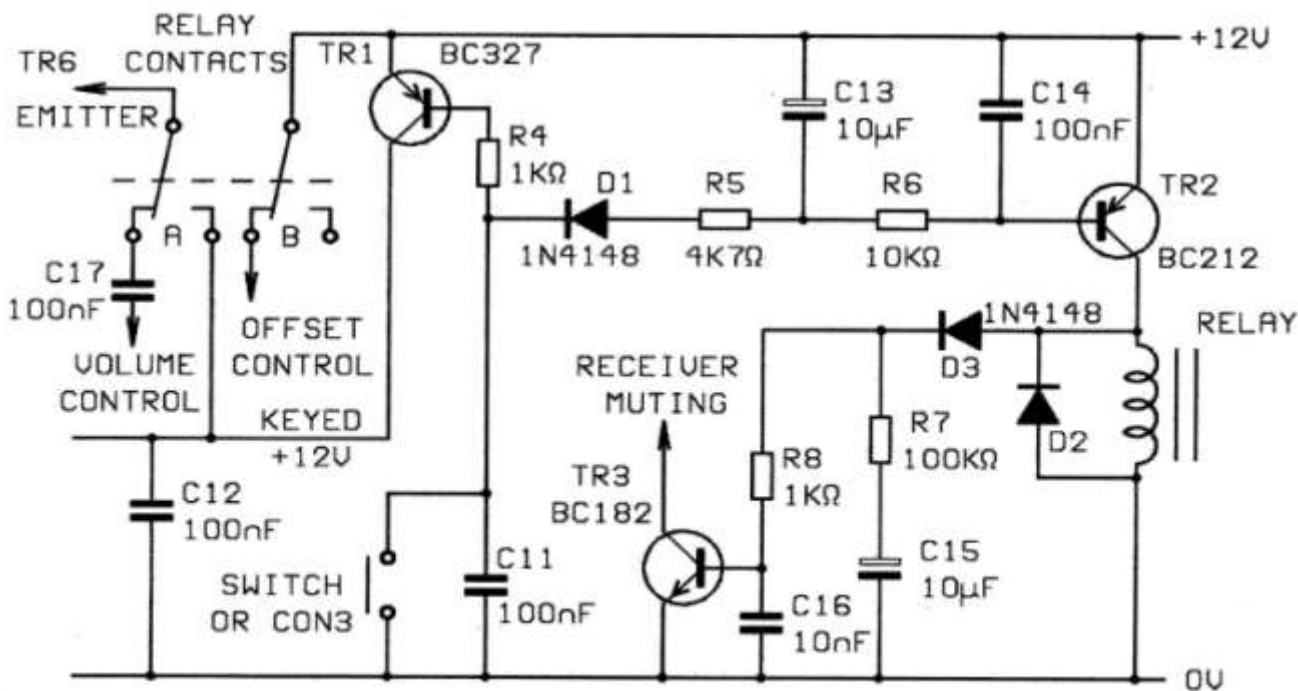 RELAY
CONTACTS
TR6
EMITTER
TR1
BC327
+12V
C13
10µF
C14
100nF
R4
1KΩ
D1
1N4148
R5
4K7Ω
R6
10KΩ
TR2
BC212
A
B
C17
100nF
VOLUME
CONTROL
OFFSET
CONTROL
KEYED
+12V
RECEIVER
MUTING
1N4148
D3
RELAY
D2
R7
100KΩ
R8
1KΩ
TR3
BC182
C12
100nF
SWITCH
OR CON3
C11
100nF
C15
10µF
C16
10nF
0V